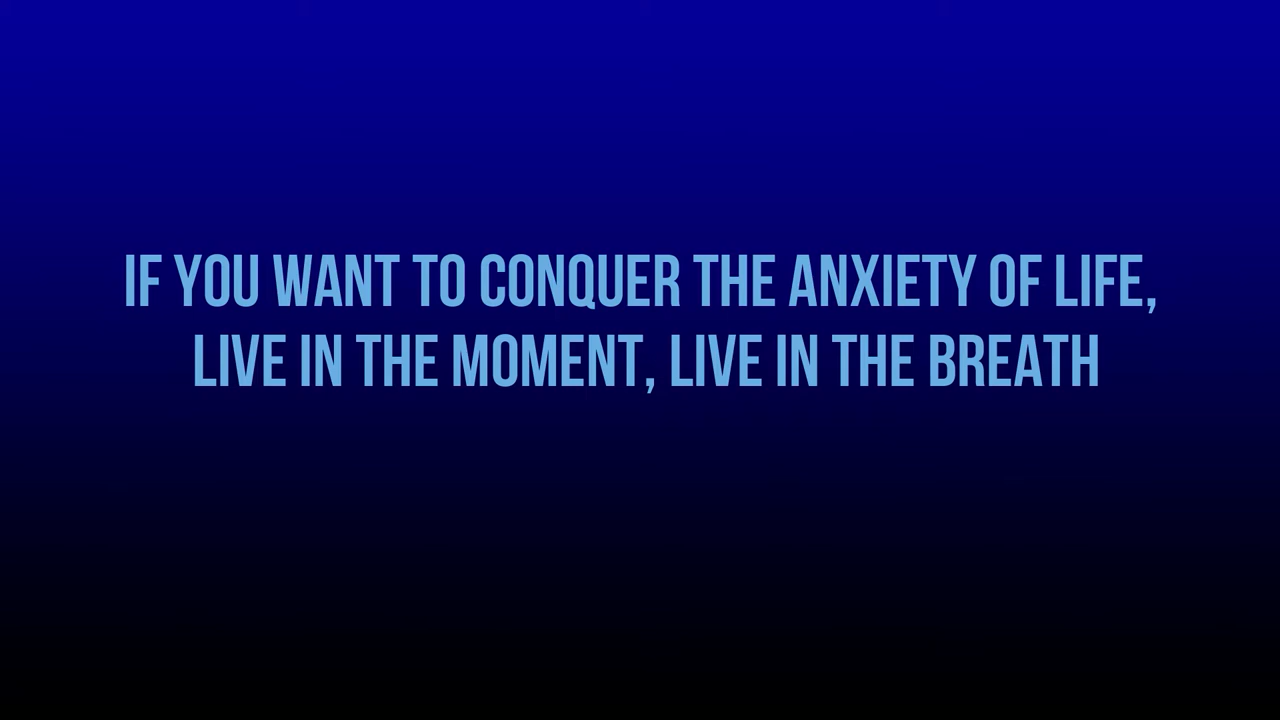 IF YOU WANT TO CONQUER THE ANXIETY OF LIFE,
LIVE IN THE MOMENT, LIVE IN THE BREATH